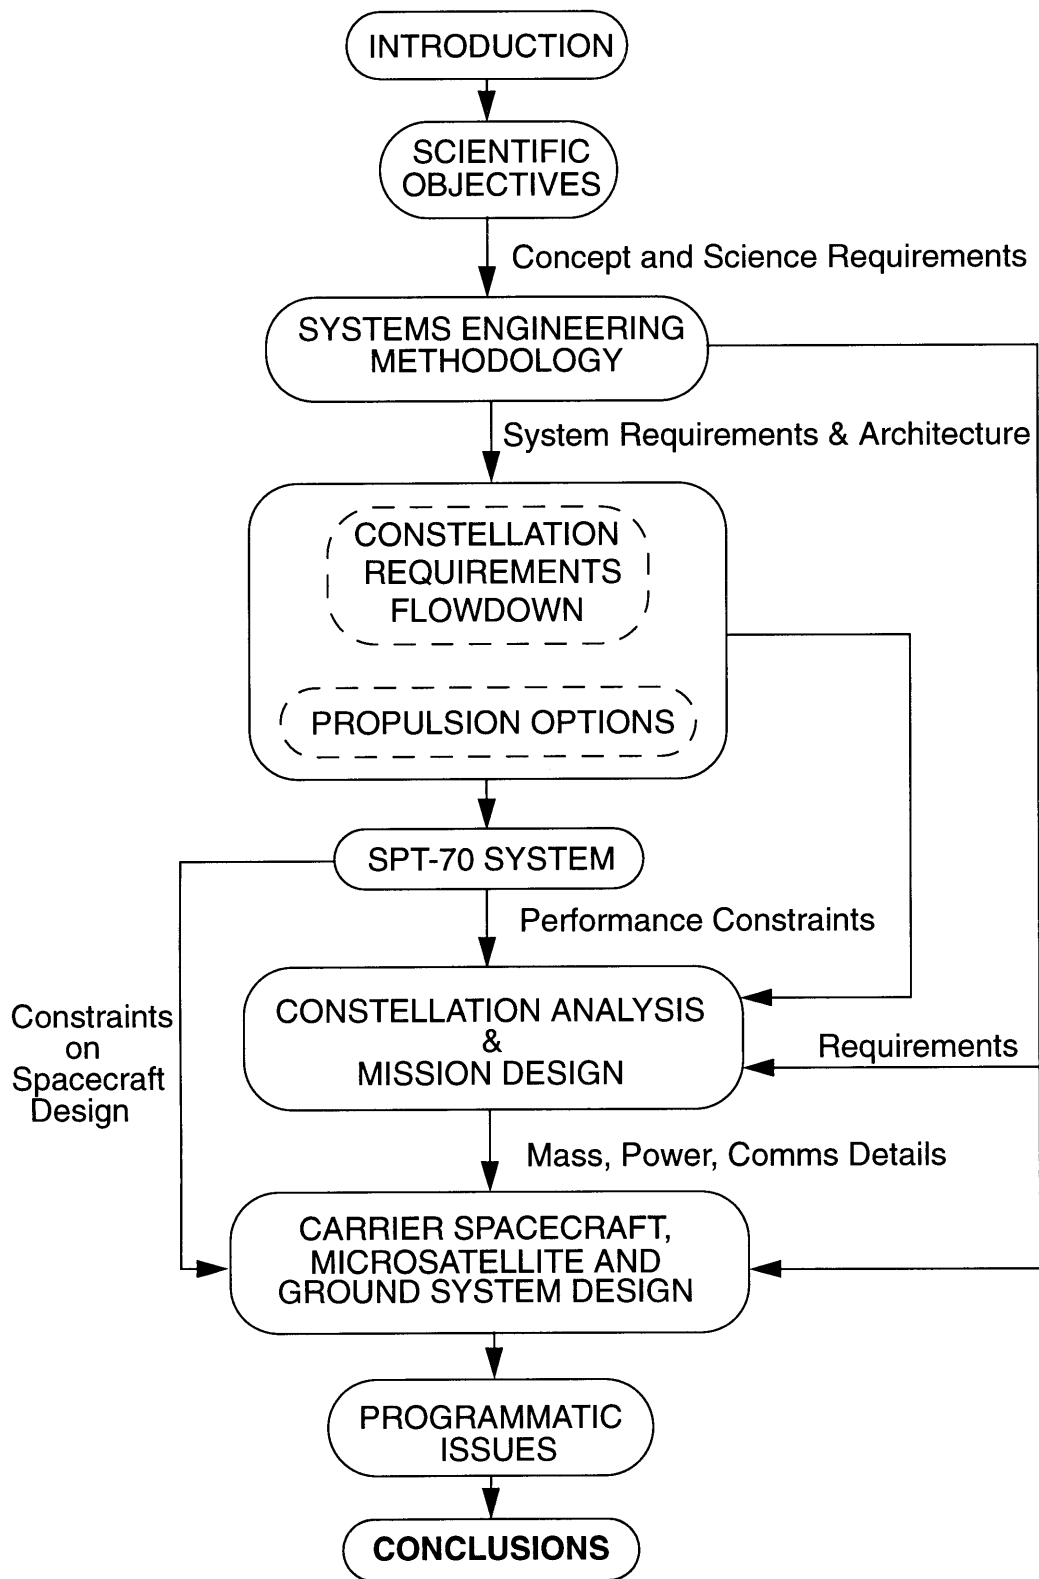 INTRODUCTION
SCIENTIFIC
OBJECTIVES
Concept and Science Requirements
SYSTEMS ENGINEERING
METHODOLOGY
System Requirements & Architecture
CONSTELLATION
REQUIREMENTS
FLOWDOWN
PROPULSION OPTIONS
SPT-70 SYSTEM
Performance Constraints
CONSTELLATION ANALYSIS
&
MISSION DESIGN
Requirements
Constraints
on
Spacecraft
Design
Mass, Power, Comms Details
CARRIER SPACECRAFT,
MICROSATELLITE AND
GROUND SYSTEM DESIGN
PROGRAMMATIC
ISSUES
CONCLUSIONS